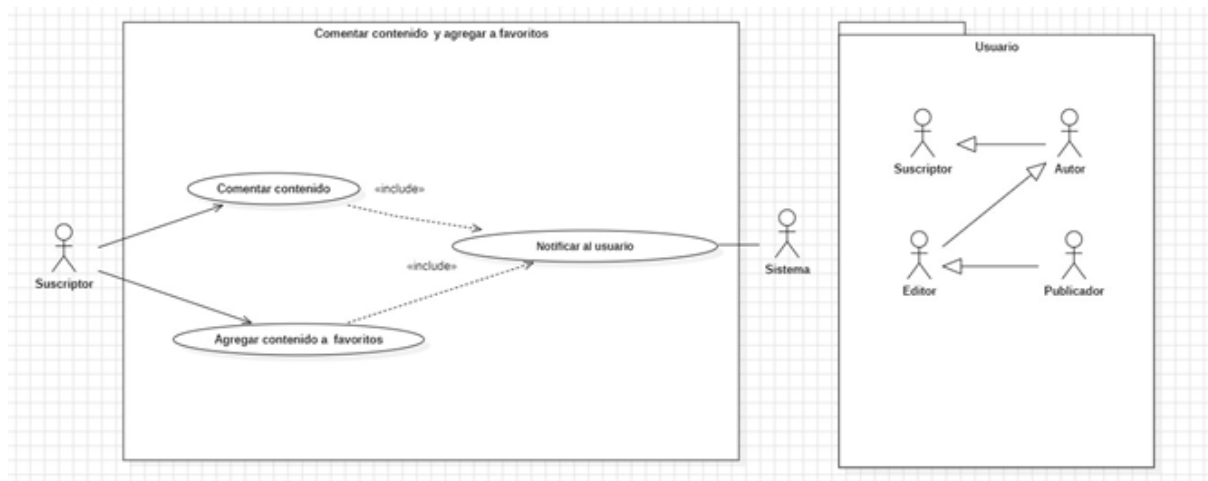 Comentar contenido y agregar a favoritos
Comentar contenido
«include»
Notificar al usuario
«include»
Agregar contenido a favoritos
Suscriptor
Sistema
Usuario
Suscriptor
Autor
Editor
Publicador